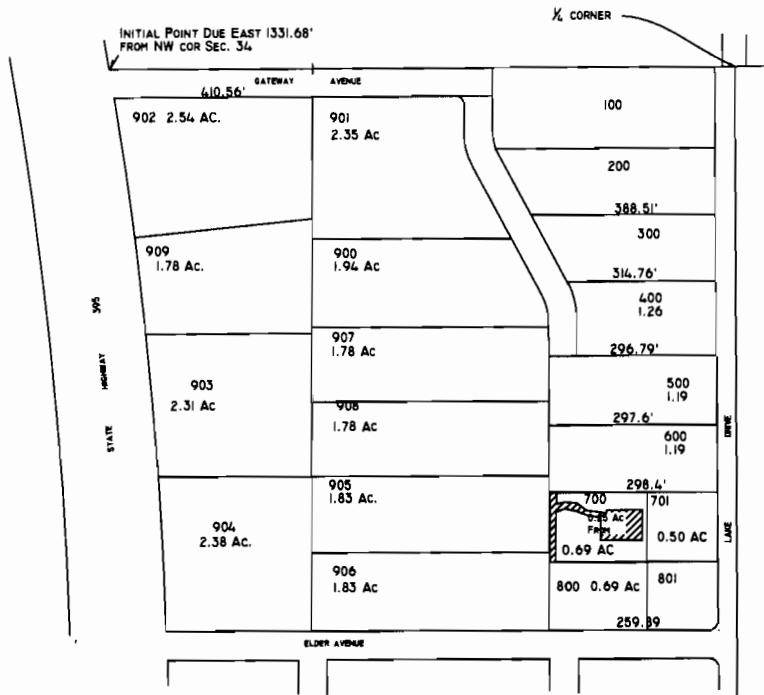 ¼ CORNER
INITIAL POINT DUE EAST 1331.68'
FROM NW COR SEC. 34
GATEWAY AVENUE
410.56'
902 2.54 AC.
901
2.35 Ac
100
200
388.51'
300
314.76'
909
1.78 Ac.
900
1.94 Ac
400
1.26
296.79'
STATE HIGHWAY 395
907
1.78 Ac
903
2.31 Ac
908
1.78 Ac
500
1.19
297.6'
600
1.19
298.4'
LAKE DRIVE
905
1.83 Ac.
904
2.38 Ac.
700
0.25 Ac
FROM
0.69 AC
701
0.50 AC
906
1.83 Ac
800 0.69 Ac
801
259.89
ELDER AVENUE